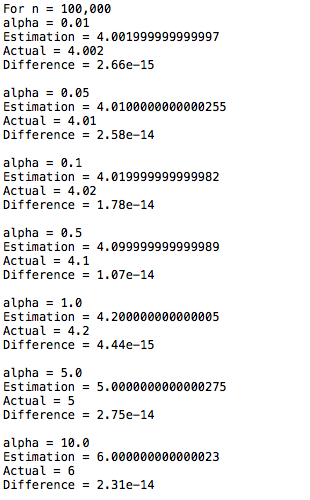 For n = 100,000
alpha = 0.01
Estimation = 4.001999999999997
Actual = 4.002
Difference = 2.66e-15
alpha = 0.05
Estimation = 4.0100000000000255
Actual = 4.01
Difference = 2.58e-14
alpha = 0.1
Estimation = 4.019999999999982
Actual = 4.02
Difference = 1.78e-14
alpha = 0.5
Estimation = 4.099999999999989
Actual = 4.1
Difference = 1.07e-14
alpha = 1.0
Estimation = 4.200000000000005
Actual = 4.2
Difference = 4.44e-15
alpha = 5.0
Estimation = 5.0000000000000275
Actual = 5
Difference = 2.75e-14
alpha = 10.0
Estimation = 6.000000000000023
Actual = 6
Difference = 2.31e-14